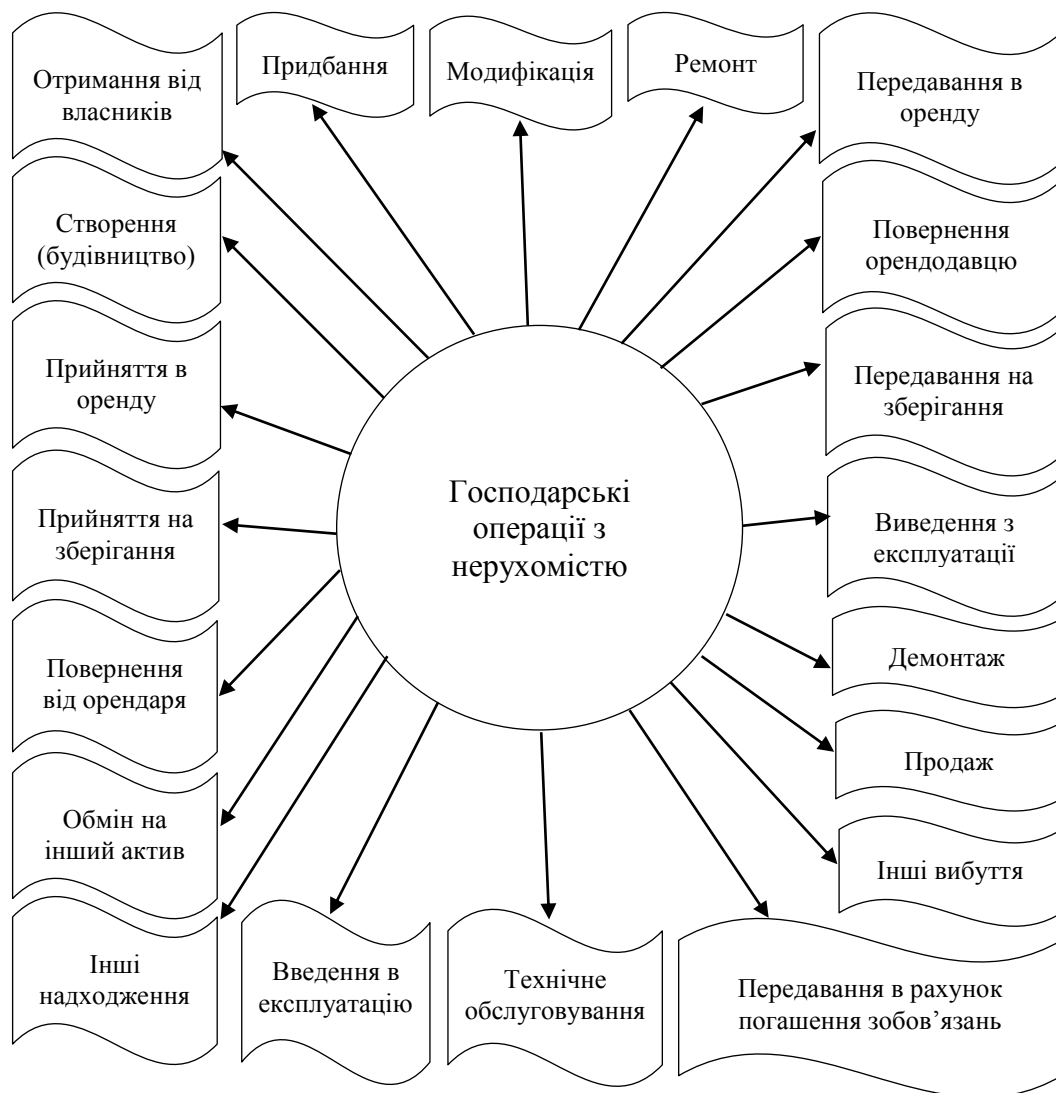 Отримання від
власників
Придбання
Модифікація
Ремонт
Передавання в
оренду
Створення
(будівництво)
Повернення
орендодавцю
Прийняття в
оренду
Передавання на
зберігання
Господарські
операції з
нерухомістю
Прийняття на
зберігання
Виведення з
експлуатації
Повернення
від орендаря
Демонтаж
Продаж
Обмін на
інший актив
Інші вибуття
Інші
надходження
Введення в
експлуатацію
Технічне
обслуговування
Передавання в рахунок
погашення зобов’язань